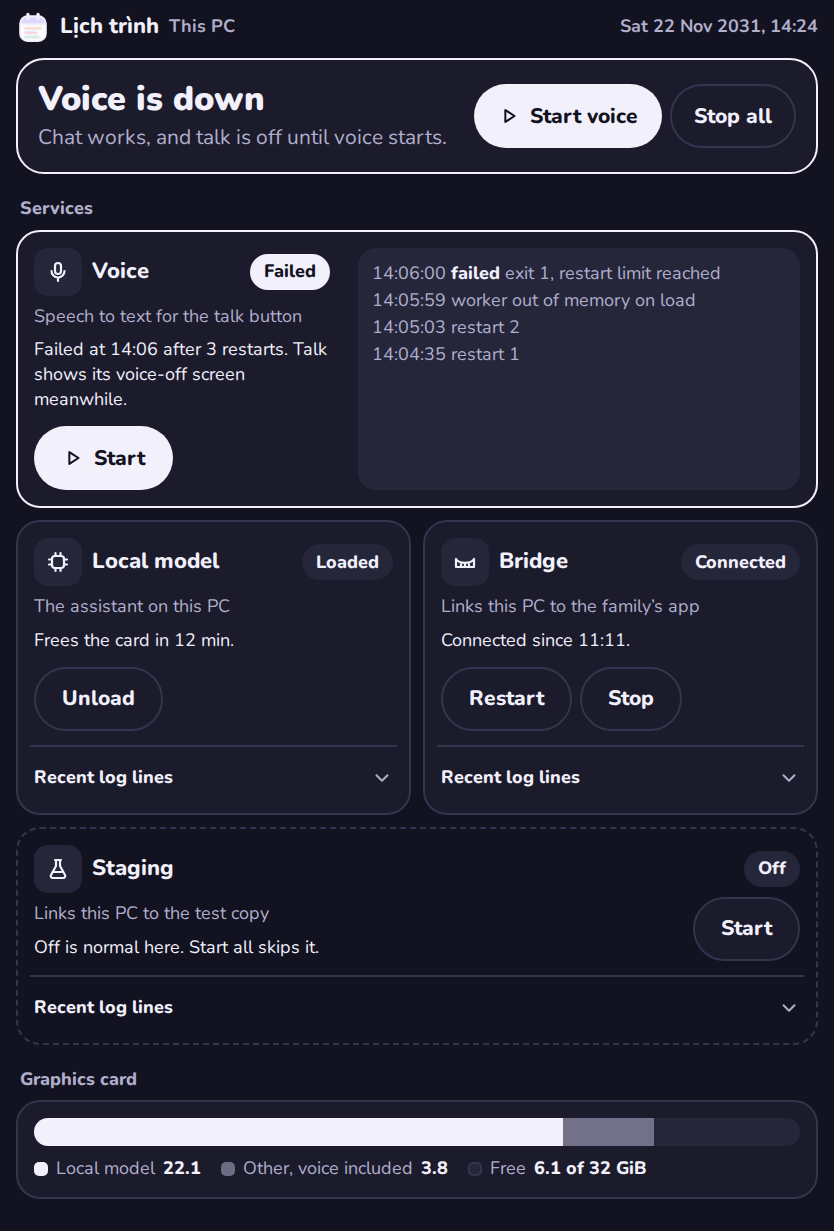 Lịch trình This PC
Sat 22 Nov 2031, 14:24
Voice is down
Chat works, and talk is off until voice starts.
Start voice
Stop all
Services
Voice
Failed
Speech to text for the talk button
Failed at 14:06 after 3 restarts. Talk
shows its voice-off screen
meanwhile.
Start
14:06:00 failed exit 1, restart limit reached
14:05:59 worker out of memory on load
14:05:03 restart 2
14:04:35 restart 1
Local model
Loaded
The assistant on this PC
Frees the card in 12 min.
Unload
Recent log lines
Bridge
Connected
Links this PC to the family’s app
Connected since 11:11.
Restart
Stop
Recent log lines
Staging
Off
Links this PC to the test copy
Off is normal here. Start all skips it.
Start
Recent log lines
Graphics card
Local model 22.1
Other, voice included 3.8
Free 6.1 of 32 GiB